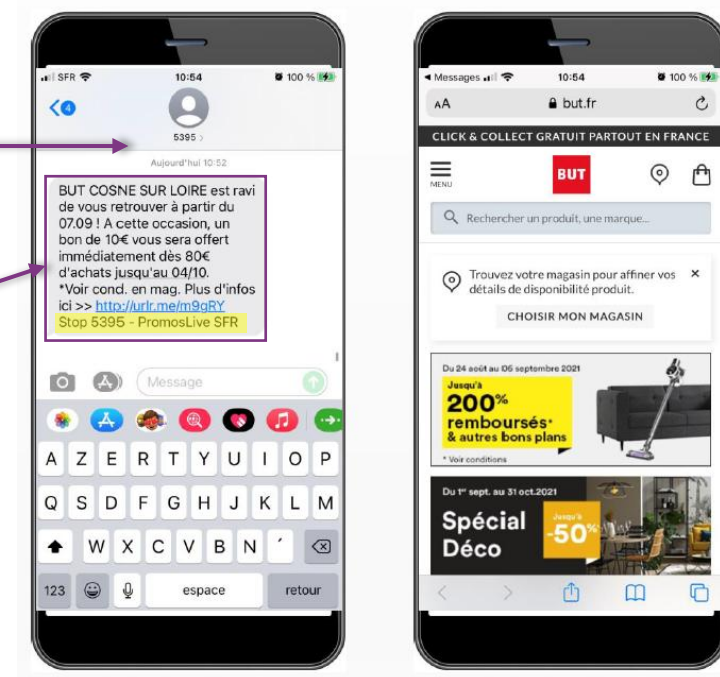 SFR
10:54
100 %
4
5395 >
Aujourd'hui 10:52
BUT COSNE SUR LOIRE est ravi
de vous retrouver à partir du
07.09 ! A cette occasion, un
bon de 10€ vous sera offert
immédiatement dès 80€
d'achats jusqu'au 04/10.
*Voir cond. en mag. Plus d'infos
ici >> http://urlr.me/m9gRY
Stop 5395 - PromosLive SFR
Message
A Z E R T Y U I O P
Q S D F G H J K L M
W X C V B N ´
123 espace retour
Messages
10:54
100 %
AA but.fr
CLICK & COLLECT GRATUIT PARTOUT EN FRANCE
MENU
BUT
Rechercher un produit, une marque...
Trouvez votre magasin pour affiner vos
détails de disponibilité produit.
CHOISIR MON MAGASIN
Du 24 août au 06 septembre 2021
Jusqu'à
200%
remboursés*
& autres bons plans
* Voir conditions
Du 1er sept. au 31 oct.2021
Spécial
Déco
Jusqu'à
-50%*